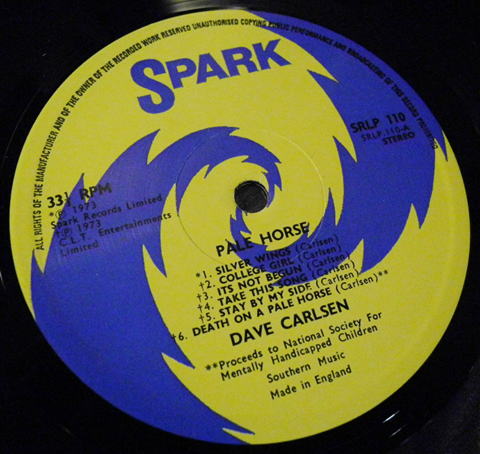 ALL RIGHTS OF THE MANUFACTURER AND OF THE OWNER OF THE RECORDED WORK RESERVED UNAUTHORISED COPYING PUBLIC PERFORMANCE AND BROADCASTING OF THIS RECORD PROHIBITED
SPARK
SRLP 110
SRLP.110-A
STEREO
33⅓ RPM
*℗ 1973
Spark Records Limited
†℗ 1973
C.L.T. Entertainments
Limited
PALE HORSE
*1. SILVER WINGS (Carlsen)
†2. COLLEGE GIRL (Carlsen)
†3. ITS NOT BEGUN (Carlsen)
†4. TAKE THIS SONG (Carlsen)
†5. STAY BY MY SIDE (Carlsen)
†6. DEATH ON A PALE HORSE (Carlsen)**
DAVE CARLSEN
**Proceeds to National Society For
Mentally Handicapped Children
Southern Music
Made in England